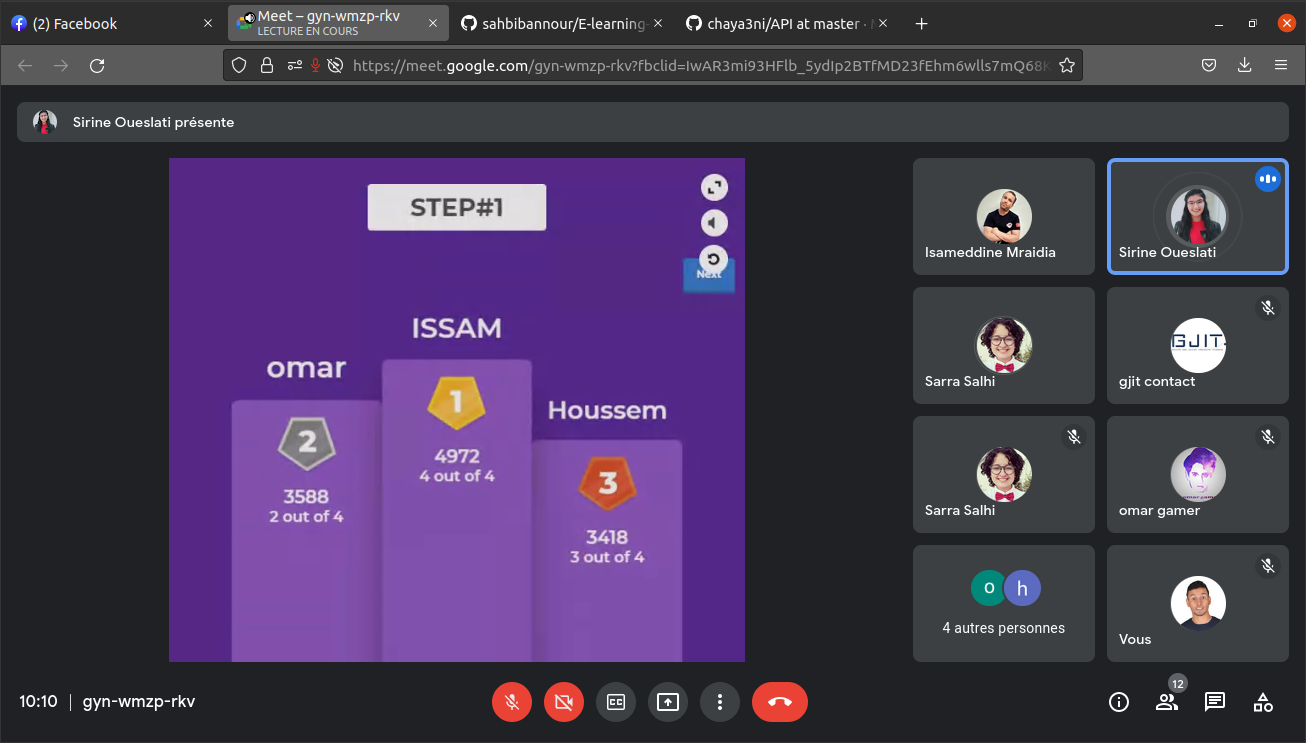 (2) Facebook
Meet – gyn-wmzp-rkv
LECTURE EN COURS
sahbibannour/E-learning-
chaya3ni/API at master ·
https://meet.google.com/gyn-wmzp-rkv?fbclid=IwAR3mi93HFlb_5ydIp2BTfMD23fEhm6wlls7mQ68K
Sirine Oueslati présente
STEP#1
Next
ISSAM
omar
Houssem
1
4972
4 out of 4
2
3588
2 out of 4
3
3418
3 out of 4
Isameddine Mraidia
Sirine Oueslati
Sarra Salhi
GJIT
gjit contact
Sarra Salhi
omar gamer
o
h
4 autres personnes
Vous
10:10 | gyn-wmzp-rkv
CC
12